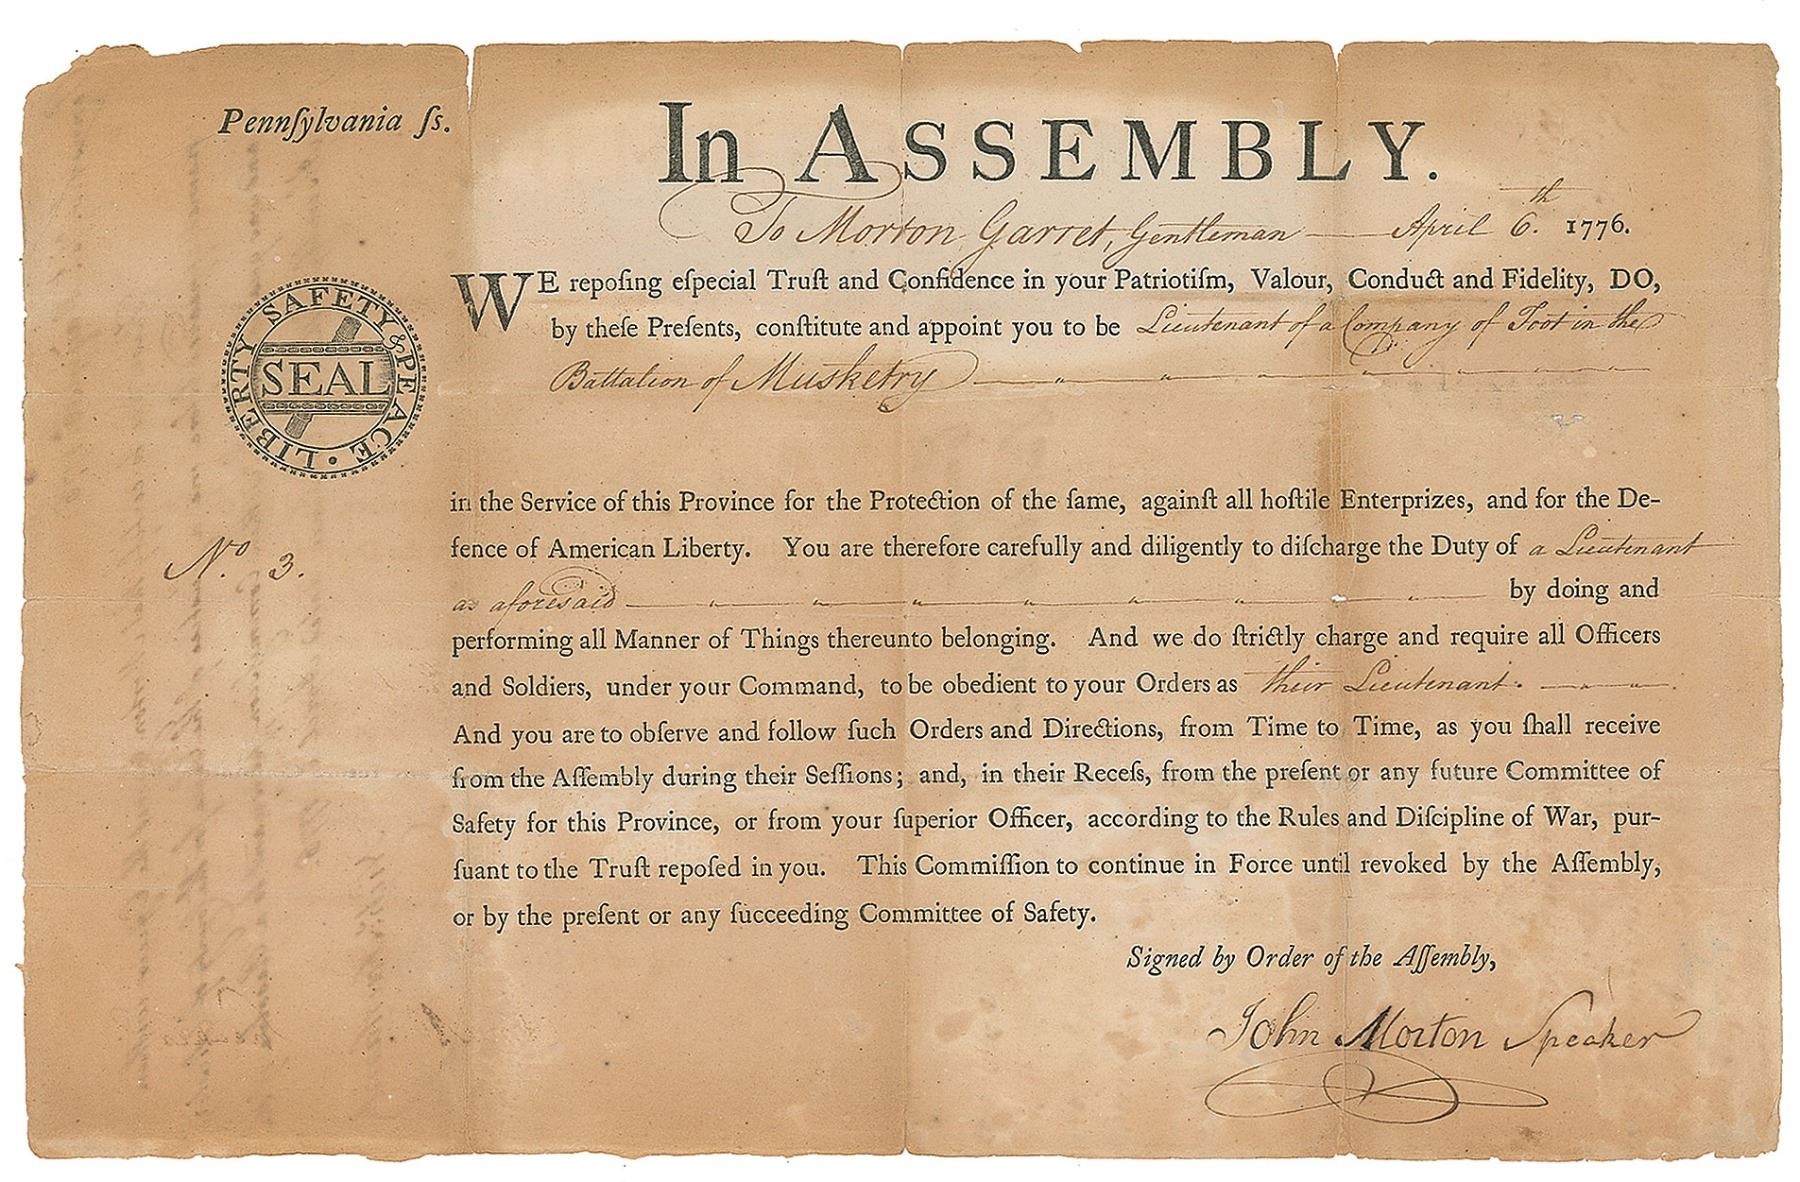 Pennſylvania ſs.
In ASSEMBLY.
To Morton Garret, Gentleman April 6.th 1776.
WE repoſing eſpecial Truſt and Confidence in your Patriotiſm, Valour, Conduct and Fidelity, DO,
by theſe Preſents, conſtitute and appoint you to be Lieutenant of a Company of Foot in the
Battalion of Musketry
LIBERTY SAFETY & PEACE ·
SEAL
in the Service of this Province for the Protection of the ſame, againſt all hoſtile Enterprizes, and for the De-
fence of American Liberty. You are therefore carefully and diligently to diſcharge the Duty of a Lieutenant
No. 3.
as aforesaid by doing and
performing all Manner of Things thereunto belonging. And we do ſtrictly charge and require all Officers
and Soldiers, under your Command, to be obedient to your Orders as their Lieutenant.
And you are to obſerve and follow ſuch Orders and Directions, from Time to Time, as you ſhall receive
from the Aſſembly during their Seſſions; and, in their Receſs, from the preſent or any future Committee of
Safety for this Province, or from your ſuperior Officer, according to the Rules and Diſcipline of War, pur-
ſuant to the Truſt repoſed in you. This Commiſſion to continue in Force until revoked by the Aſſembly,
or by the preſent or any ſucceeding Committee of Safety.
Signed by Order of the Aſſembly,
John Morton Speaker